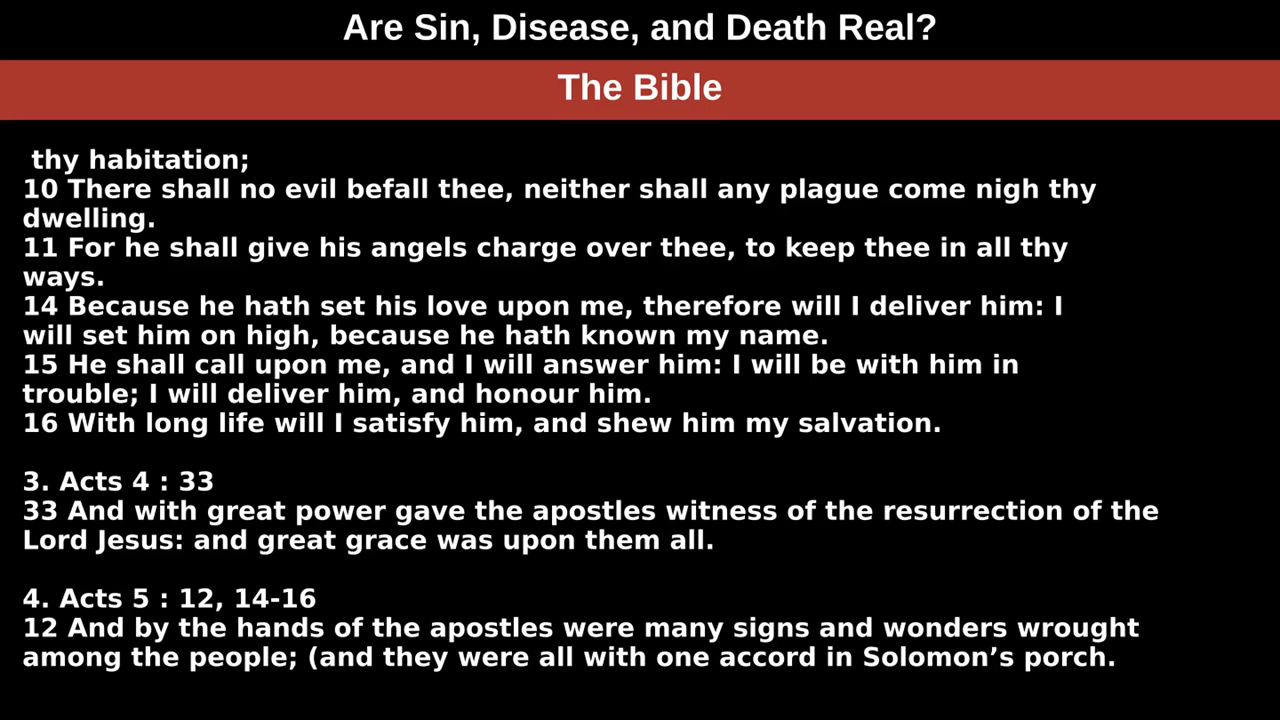 Are Sin, Disease, and Death Real?
The Bible
thy habitation;
10 There shall no evil befall thee, neither shall any plague come nigh thy
dwelling.
11 For he shall give his angels charge over thee, to keep thee in all thy
ways.
14 Because he hath set his love upon me, therefore will I deliver him: I
will set him on high, because he hath known my name.
15 He shall call upon me, and I will answer him: I will be with him in
trouble; I will deliver him, and honour him.
16 With long life will I satisfy him, and shew him my salvation.
3. Acts 4 : 33
33 And with great power gave the apostles witness of the resurrection of the
Lord Jesus: and great grace was upon them all.
4. Acts 5 : 12, 14-16
12 And by the hands of the apostles were many signs and wonders wrought
among the people; (and they were all with one accord in Solomon’s porch.